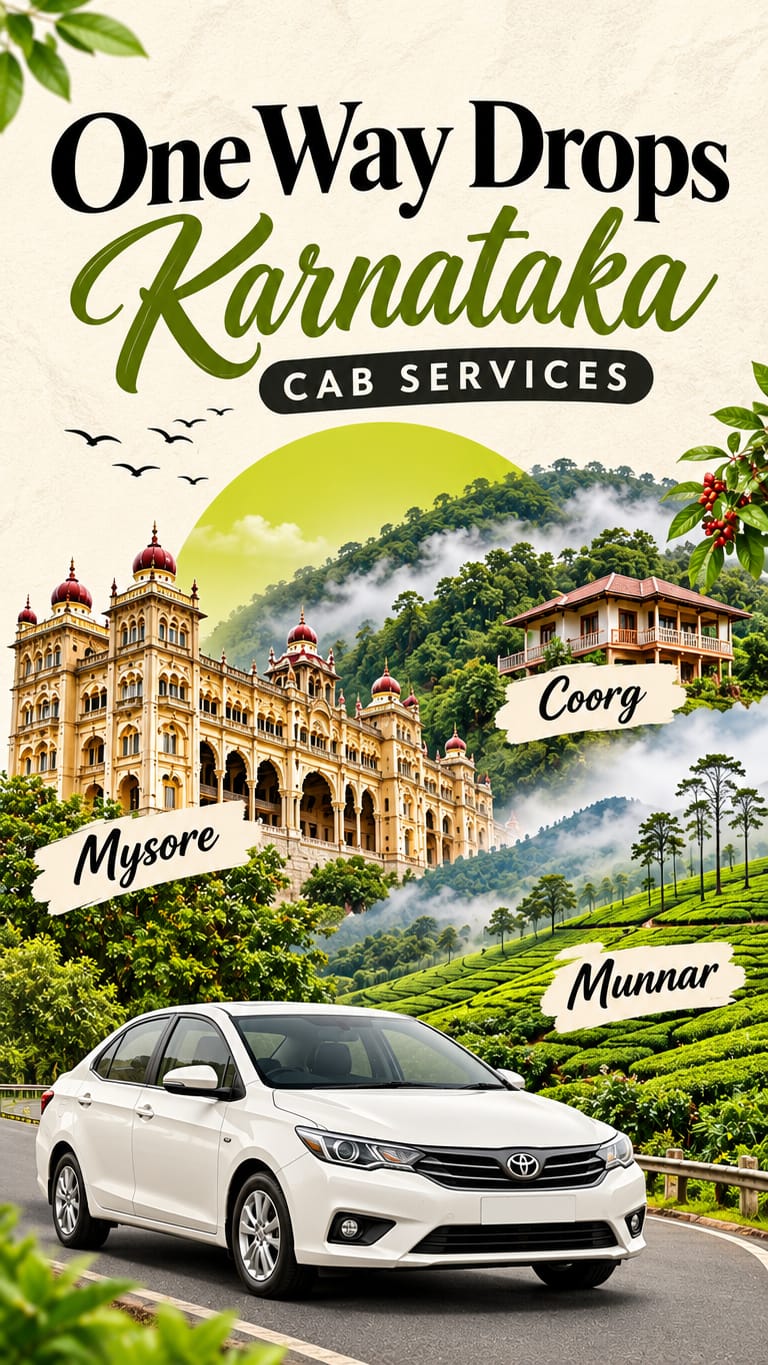 One Way Drops
Karnataka
CAB SERVICES
Coorg
Mysore
Munnar